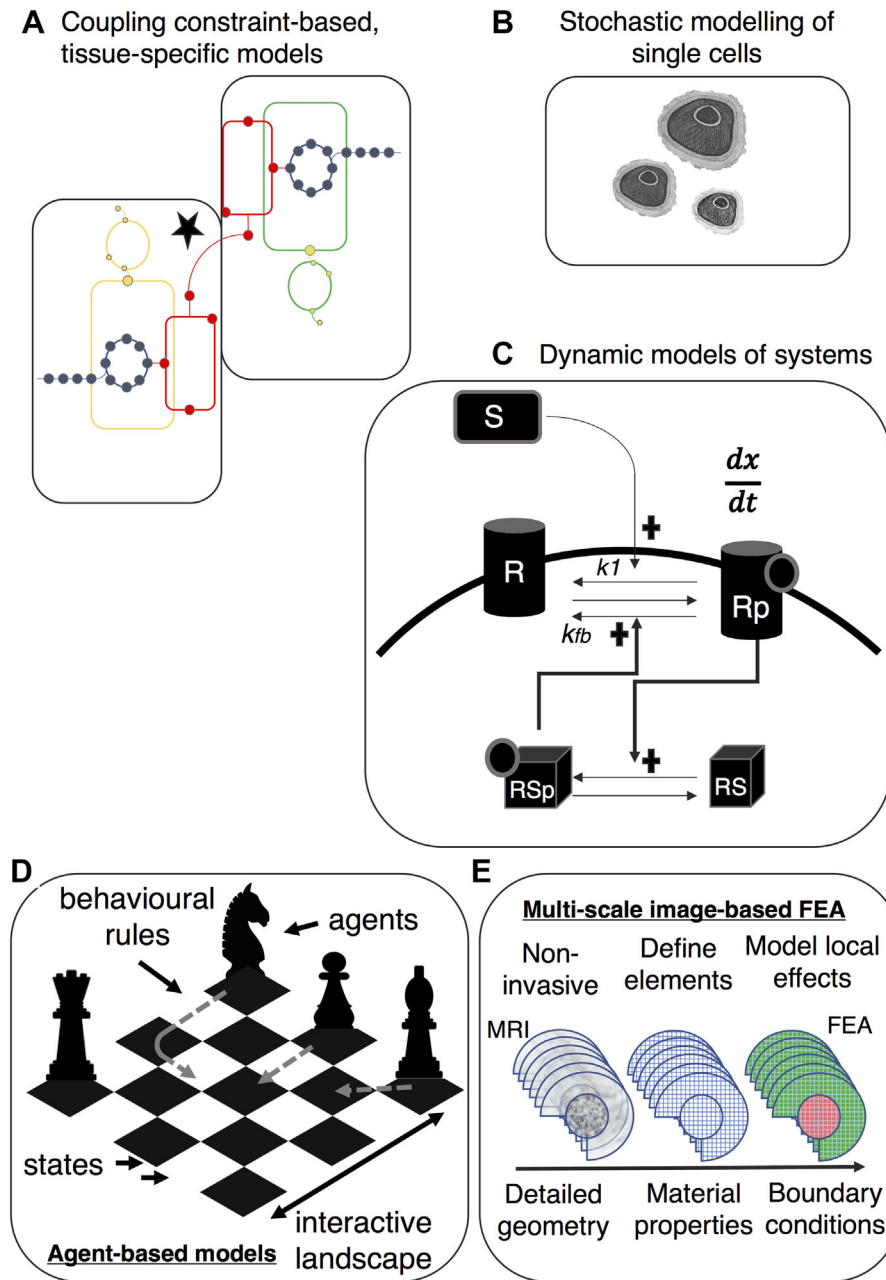 A Coupling constraint-based,
tissue-specific models
B Stochastic modelling of
single cells
C Dynamic models of systems
S
dx
dt
R
k1
Rp
kfb
RSp
RS
D
behavioural
rules
agents
states
interactive
landscape
Agent-based models
E
Multi-scale image-based FEA
Non-
invasive
Define
elements
Model local
effects
MRI
FEA
Detailed
geometry
Material
properties
Boundary
conditions